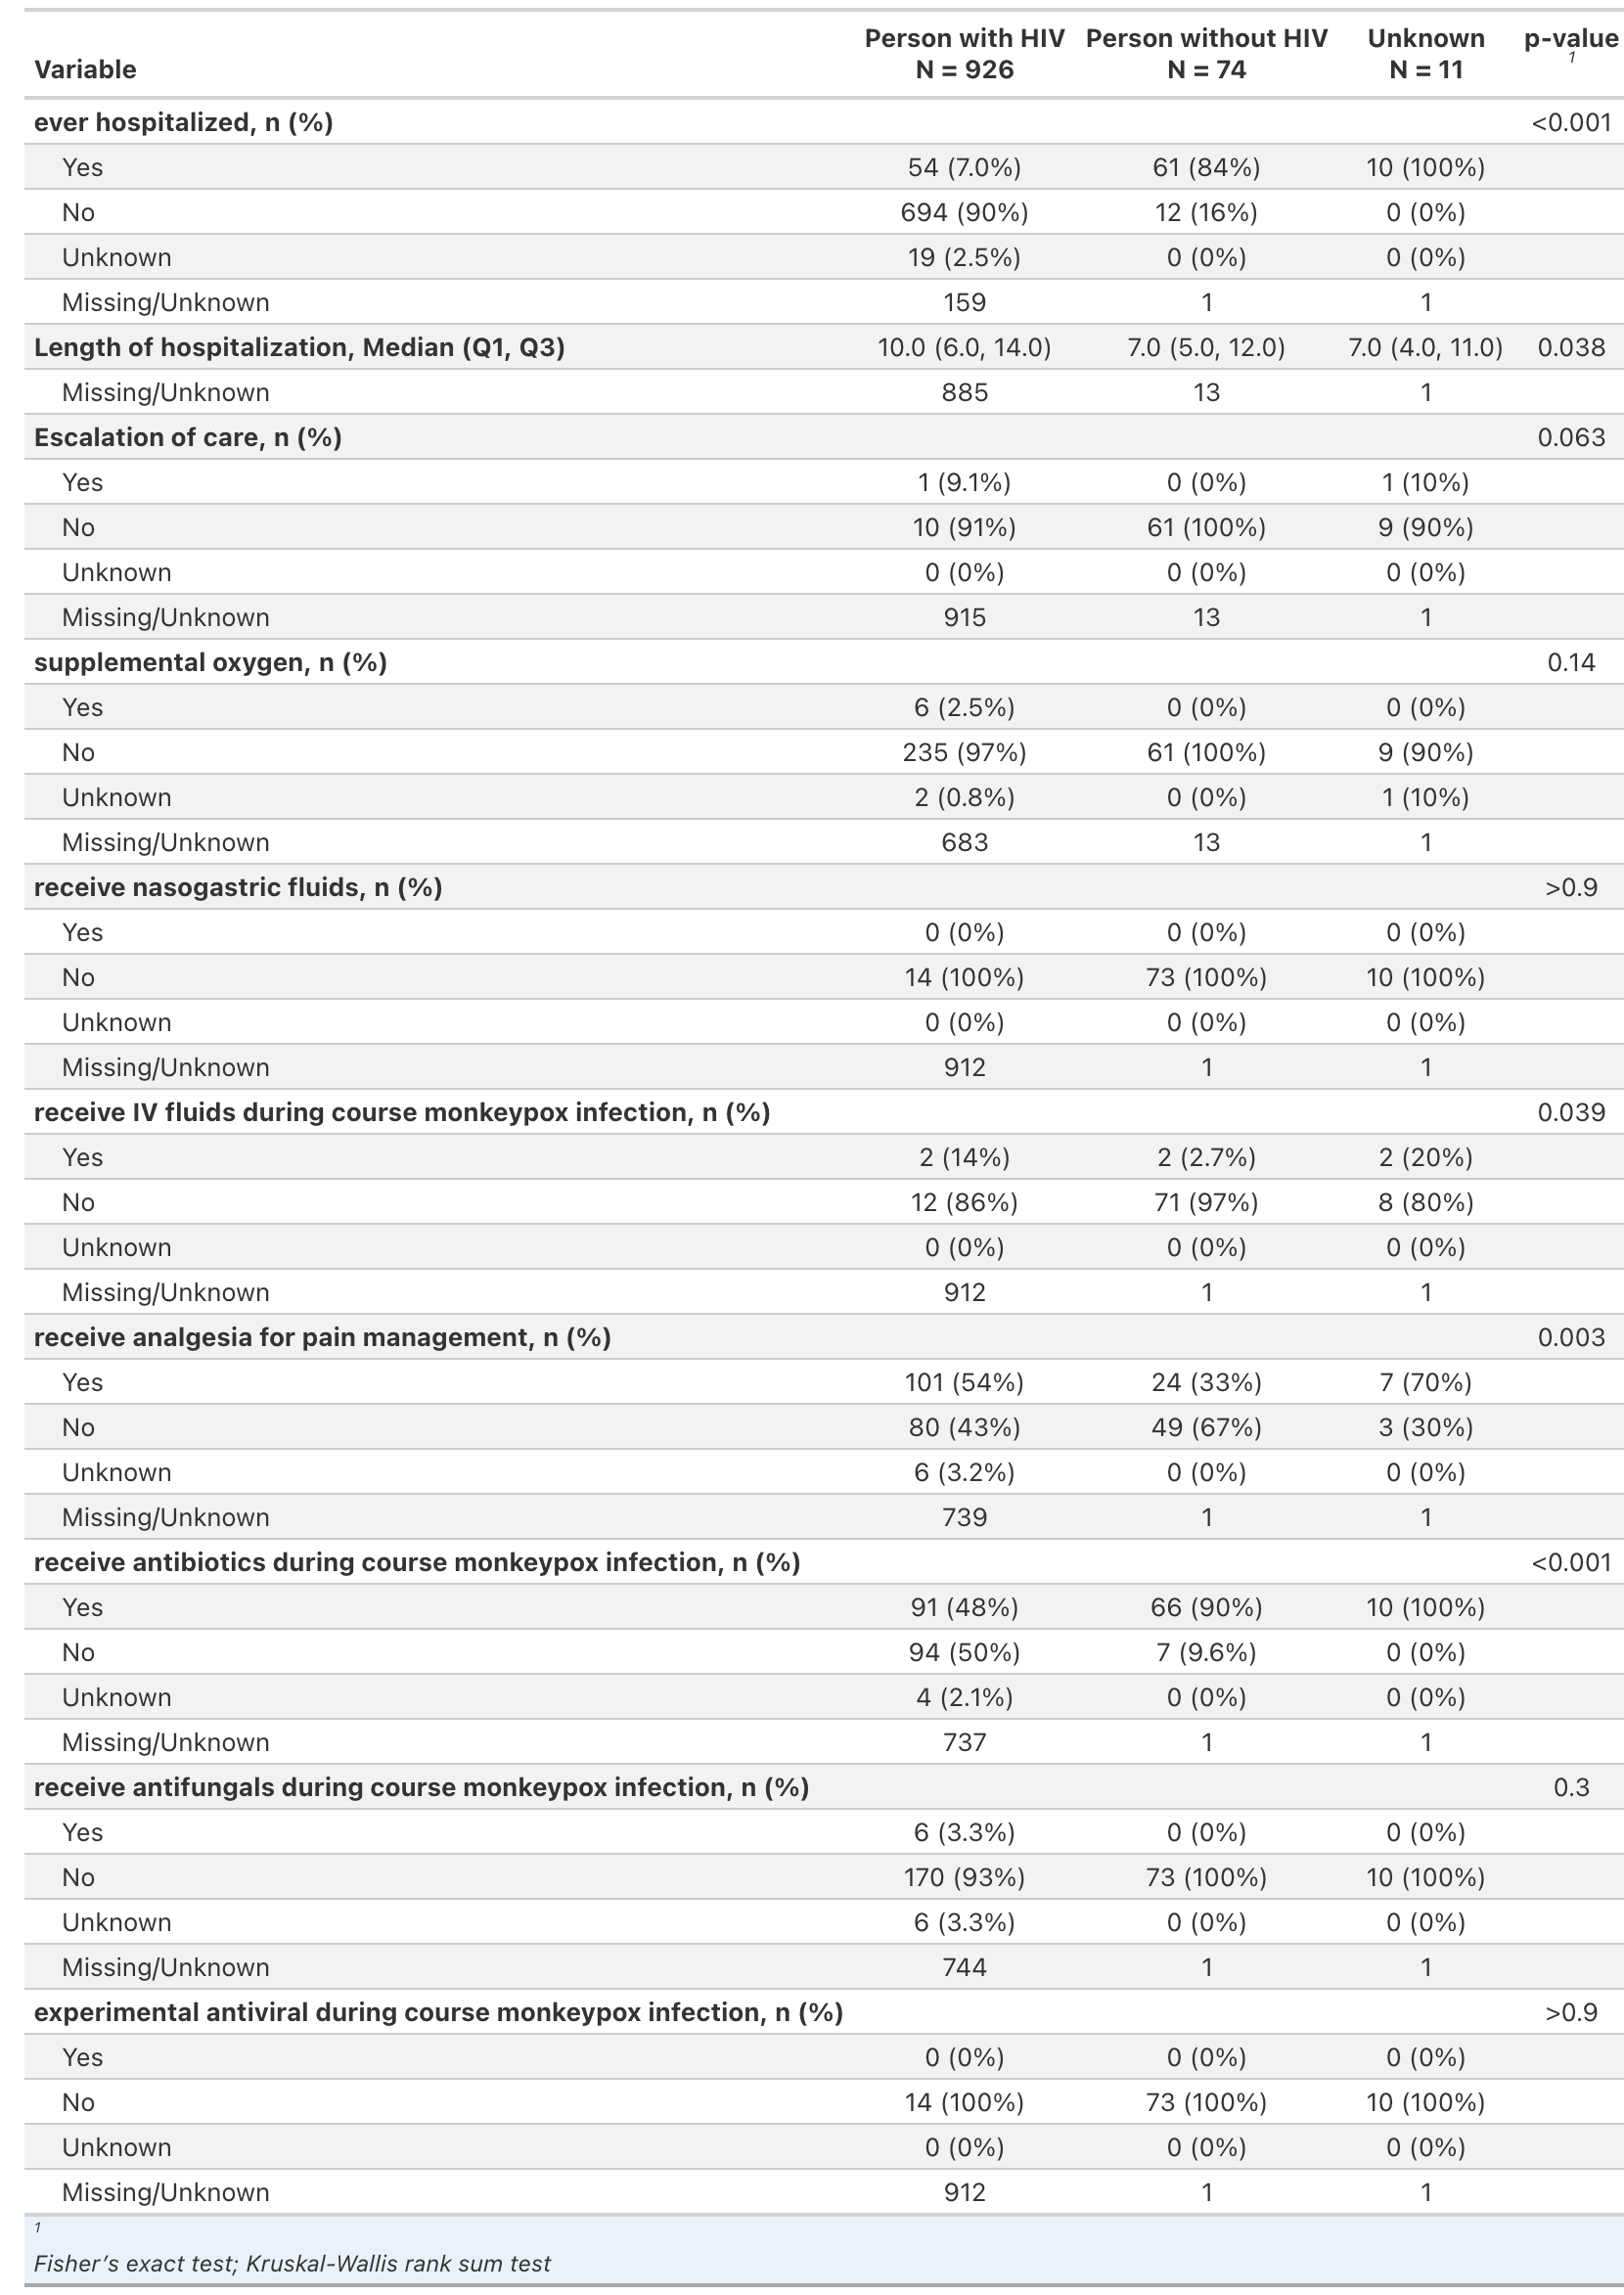 Variable Person with HIV N = 926 Person without HIV N = 74 Unknown N = 11 p-value 1
ever hospitalized, n (%) <0.001
Yes 54 (7.0%) 61 (84%) 10 (100%)
No 694 (90%) 12 (16%) 0 (0%)
Unknown 19 (2.5%) 0 (0%) 0 (0%)
Missing/Unknown 159 1 1
Length of hospitalization, Median (Q1, Q3) 10.0 (6.0, 14.0) 7.0 (5.0, 12.0) 7.0 (4.0, 11.0) 0.038
Missing/Unknown 885 13 1
Escalation of care, n (%) 0.063
Yes 1 (9.1%) 0 (0%) 1 (10%)
No 10 (91%) 61 (100%) 9 (90%)
Unknown 0 (0%) 0 (0%) 0 (0%)
Missing/Unknown 915 13 1
supplemental oxygen, n (%) 0.14
Yes 6 (2.5%) 0 (0%) 0 (0%)
No 235 (97%) 61 (100%) 9 (90%)
Unknown 2 (0.8%) 0 (0%) 1 (10%)
Missing/Unknown 683 13 1
receive nasogastric fluids, n (%) >0.9
Yes 0 (0%) 0 (0%) 0 (0%)
No 14 (100%) 73 (100%) 10 (100%)
Unknown 0 (0%) 0 (0%) 0 (0%)
Missing/Unknown 912 1 1
receive IV fluids during course monkeypox infection, n (%) 0.039
Yes 2 (14%) 2 (2.7%) 2 (20%)
No 12 (86%) 71 (97%) 8 (80%)
Unknown 0 (0%) 0 (0%) 0 (0%)
Missing/Unknown 912 1 1
receive analgesia for pain management, n (%) 0.003
Yes 101 (54%) 24 (33%) 7 (70%)
No 80 (43%) 49 (67%) 3 (30%)
Unknown 6 (3.2%) 0 (0%) 0 (0%)
Missing/Unknown 739 1 1
receive antibiotics during course monkeypox infection, n (%) <0.001
Yes 91 (48%) 66 (90%) 10 (100%)
No 94 (50%) 7 (9.6%) 0 (0%)
Unknown 4 (2.1%) 0 (0%) 0 (0%)
Missing/Unknown 737 1 1
receive antifungals during course monkeypox infection, n (%) 0.3
Yes 6 (3.3%) 0 (0%) 0 (0%)
No 170 (93%) 73 (100%) 10 (100%)
Unknown 6 (3.3%) 0 (0%) 0 (0%)
Missing/Unknown 744 1 1
experimental antiviral during course monkeypox infection, n (%) >0.9
Yes 0 (0%) 0 (0%) 0 (0%)
No 14 (100%) 73 (100%) 10 (100%)
Unknown 0 (0%) 0 (0%) 0 (0%)
Missing/Unknown 912 1 1
1
Fisher’s exact test; Kruskal-Wallis rank sum test